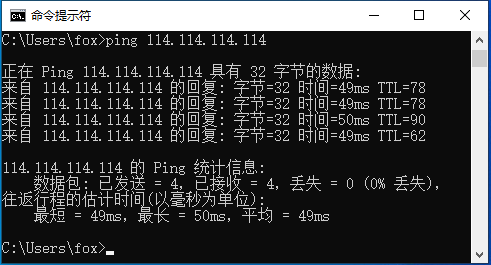 命令提示符
C:\Users\fox>ping 114.114.114.114
正在 Ping 114.114.114.114 具有 32 字节的数据:
来自 114.114.114.114 的回复: 字节=32 时间=49ms TTL=78
来自 114.114.114.114 的回复: 字节=32 时间=49ms TTL=78
来自 114.114.114.114 的回复: 字节=32 时间=50ms TTL=90
来自 114.114.114.114 的回复: 字节=32 时间=49ms TTL=62
114.114.114.114 的 Ping 统计信息:
数据包: 已发送 = 4，已接收 = 4，丢失 = 0 (0% 丢失)，
往返行程的估计时间(以毫秒为单位):
最短 = 49ms，最长 = 50ms，平均 = 49ms
C:\Users\fox>